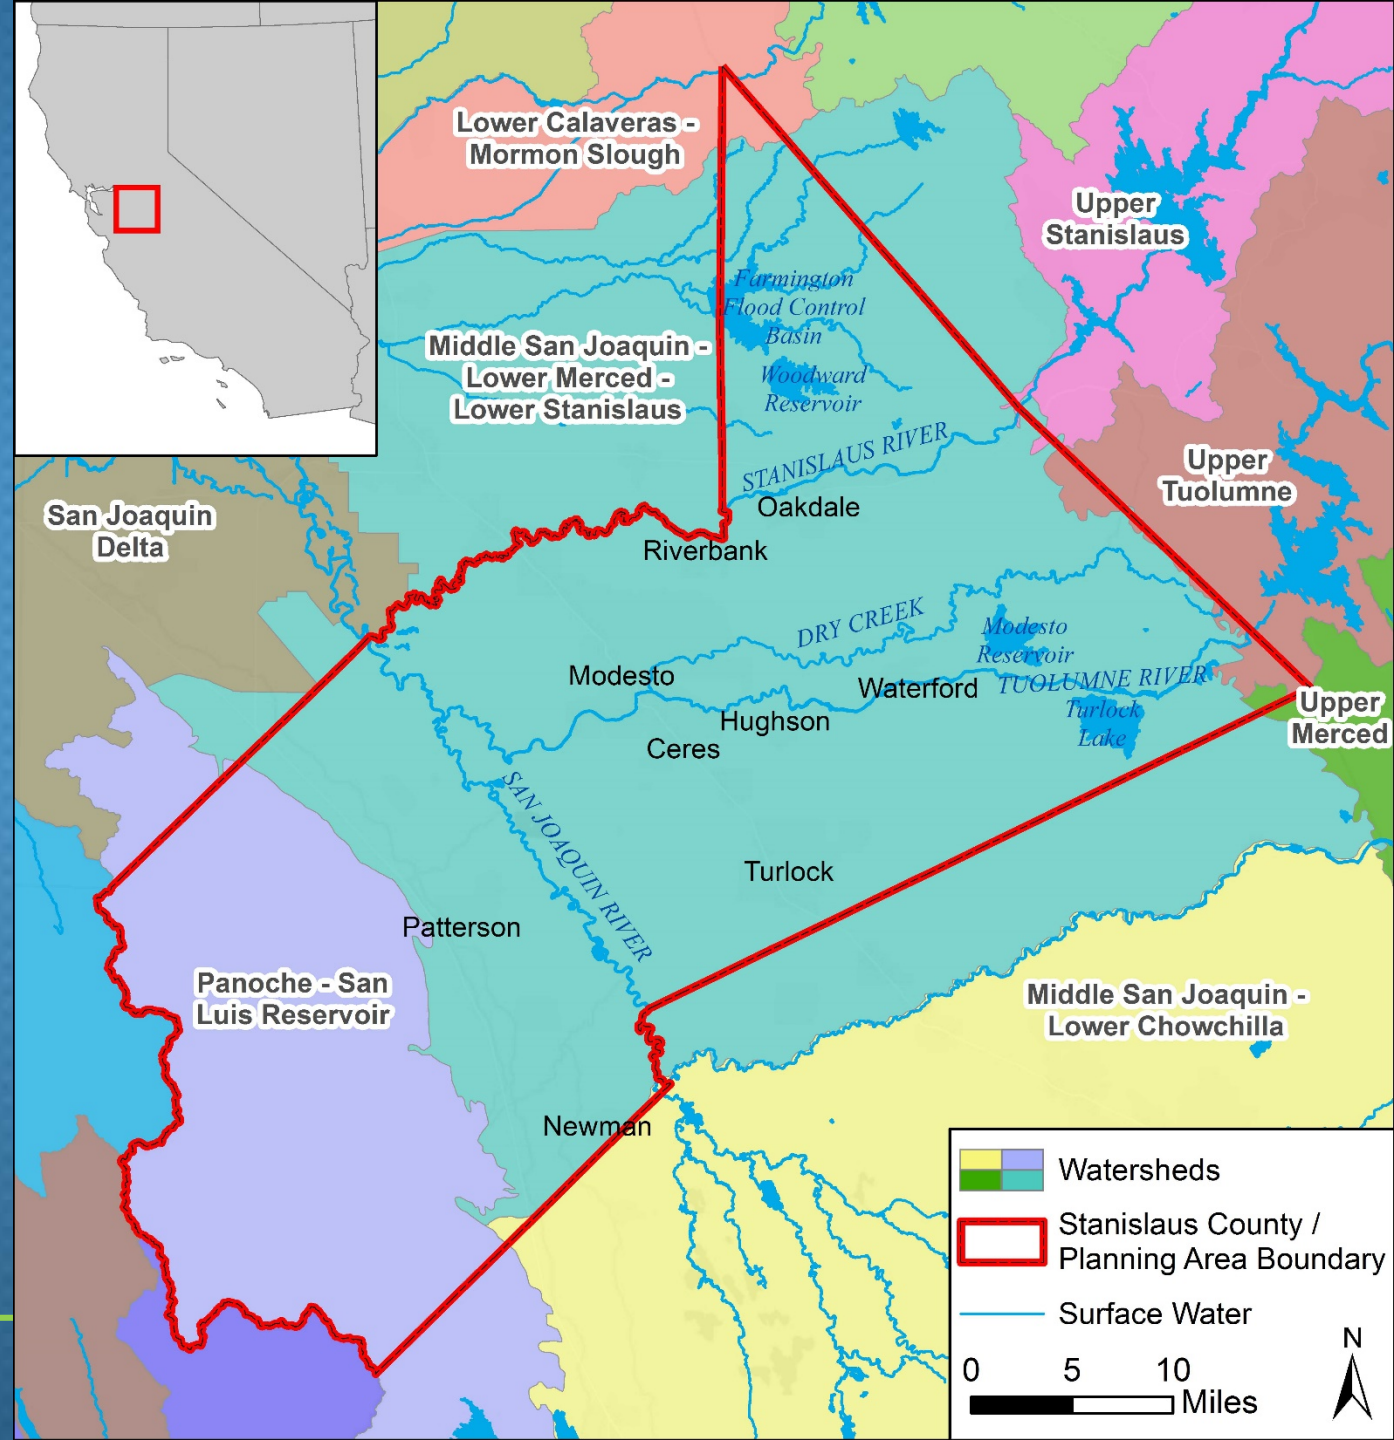 Lower Calaveras -
Mormon Slough
Upper
Stanislaus
Farmington
Flood Control
Basin
Middle San Joaquin -
Lower Merced -
Lower Stanislaus
Woodward
Reservoir
STANISLAUS RIVER
Upper
Tuolumne
San Joaquin
Delta
Oakdale
Riverbank
DRY CREEK
Modesto
Reservoir
Modesto
Waterford
TUOLUMNE RIVER
Hughson
Turlock
Lake
Upper
Merced
Ceres
SAN JOAQUIN RIVER
Turlock
Patterson
Panoche - San
Luis Reservoir
Middle San Joaquin -
Lower Chowchilla
Newman
Watersheds
Stanislaus County /
Planning Area Boundary
Surface Water
N
0 5 10
Miles